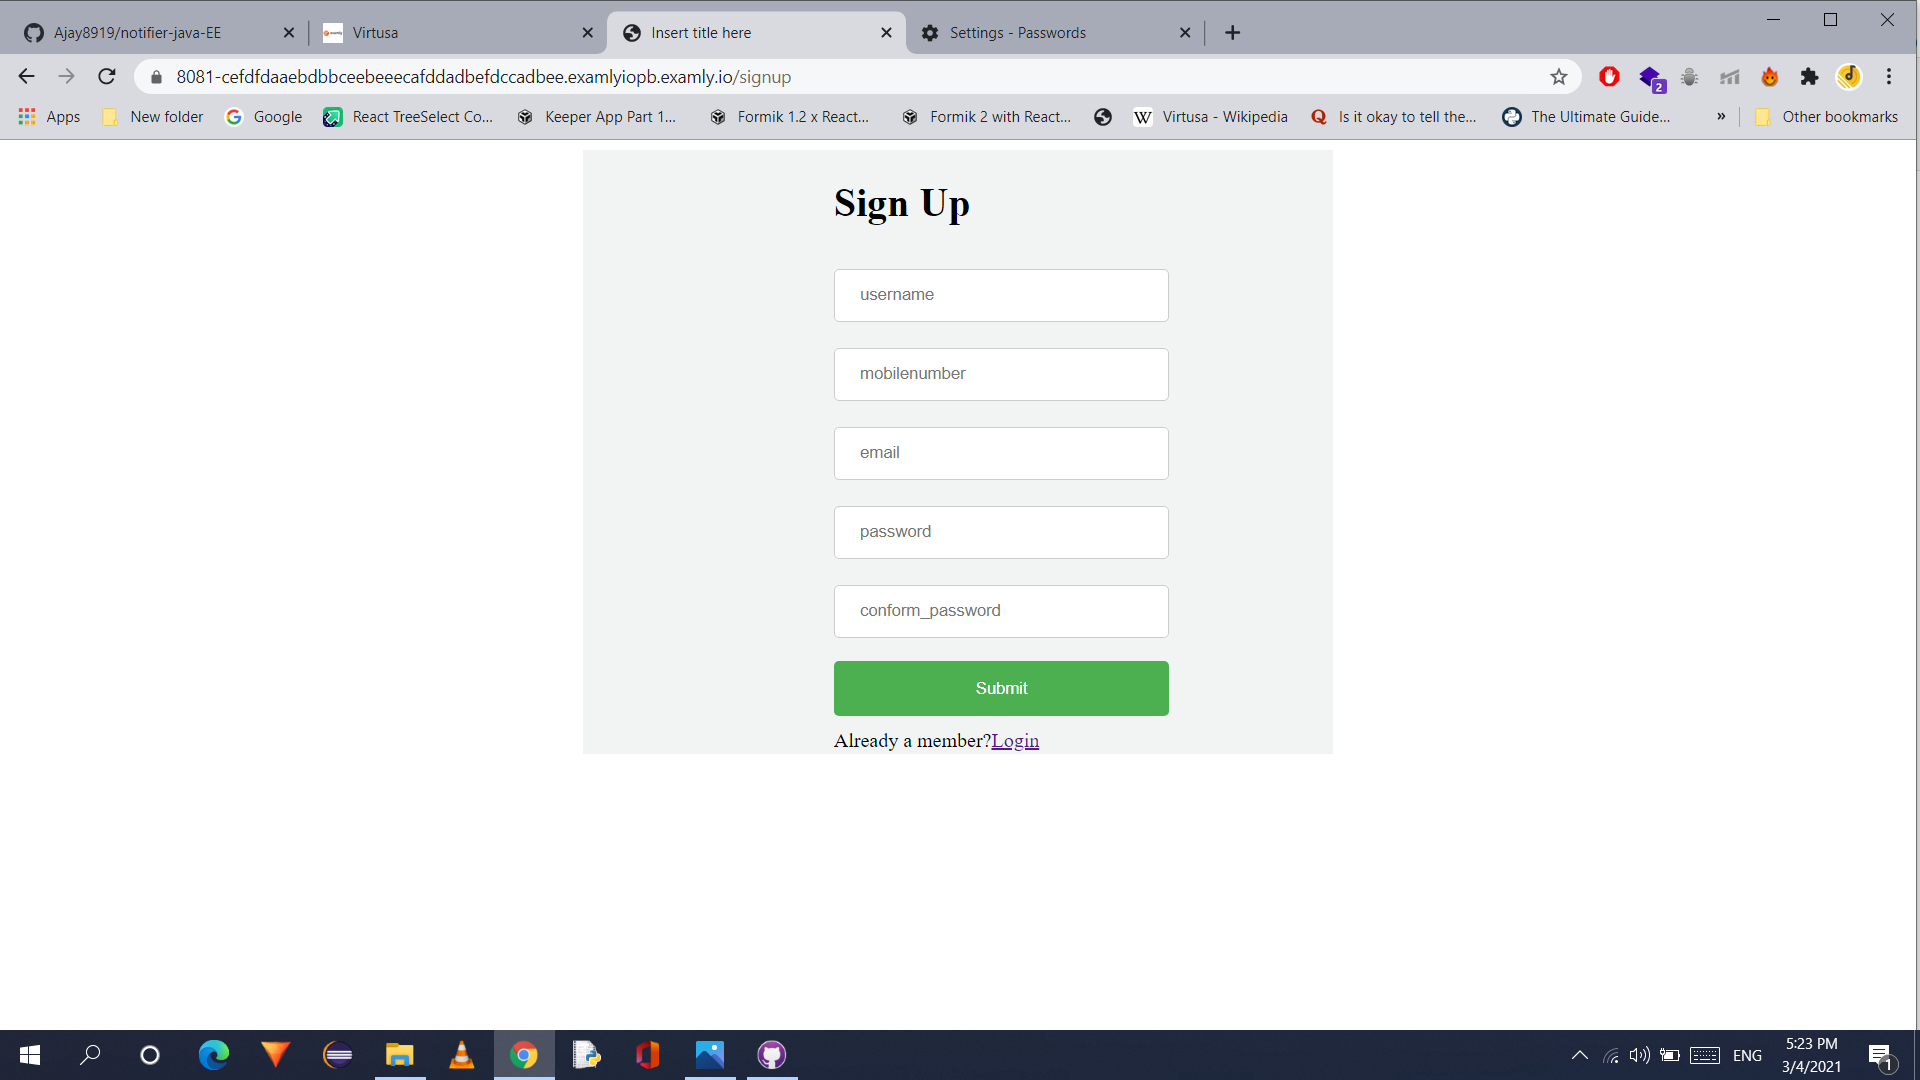 Ajay8919/notifier-java-EE
Virtusa
Insert title here
Settings - Passwords
8081-cefdfdaaebdbbceebeeecafddadbefdccadbee.examlyiopb.examly.io/signup
2
Apps
New folder
Google
React TreeSelect Co...
Keeper App Part 1...
Formik 1.2 x React...
Formik 2 with React...
Virtusa - Wikipedia
Is it okay to tell the...
The Ultimate Guide...
»
Other bookmarks
Sign Up
username
mobilenumber
email
password
conform_password
Submit
Already a member?Login
ENG
5:23 PM
3/4/2021
1